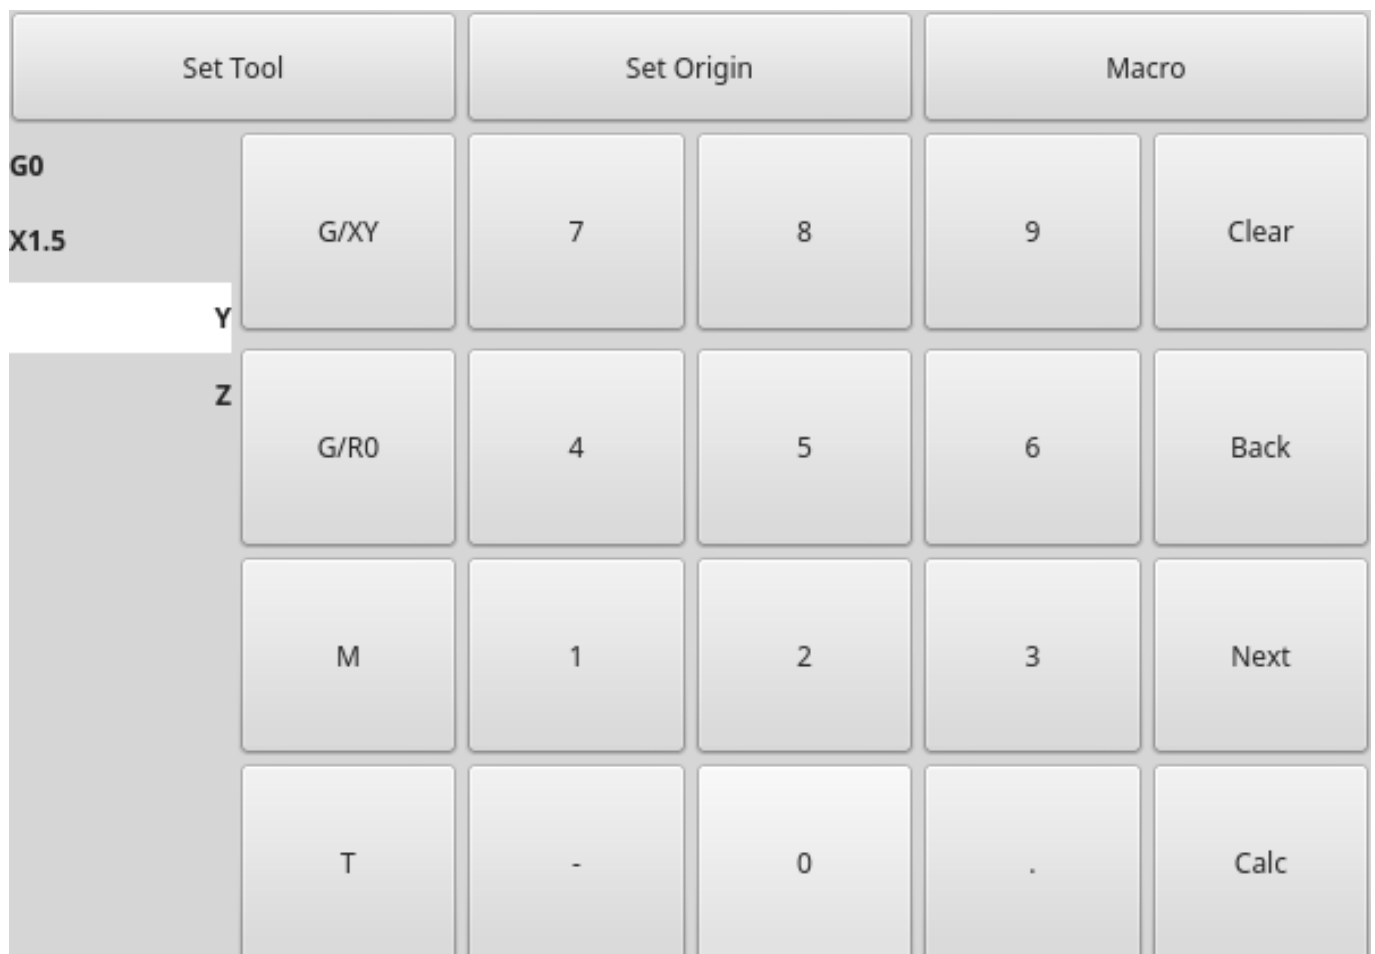 Set Tool Set Origin Macro
G0
X1.5
G/XY 7 8 9 Clear
Y
Z
G/R0 4 5 6 Back
M 1 2 3 Next
T - 0 . Calc